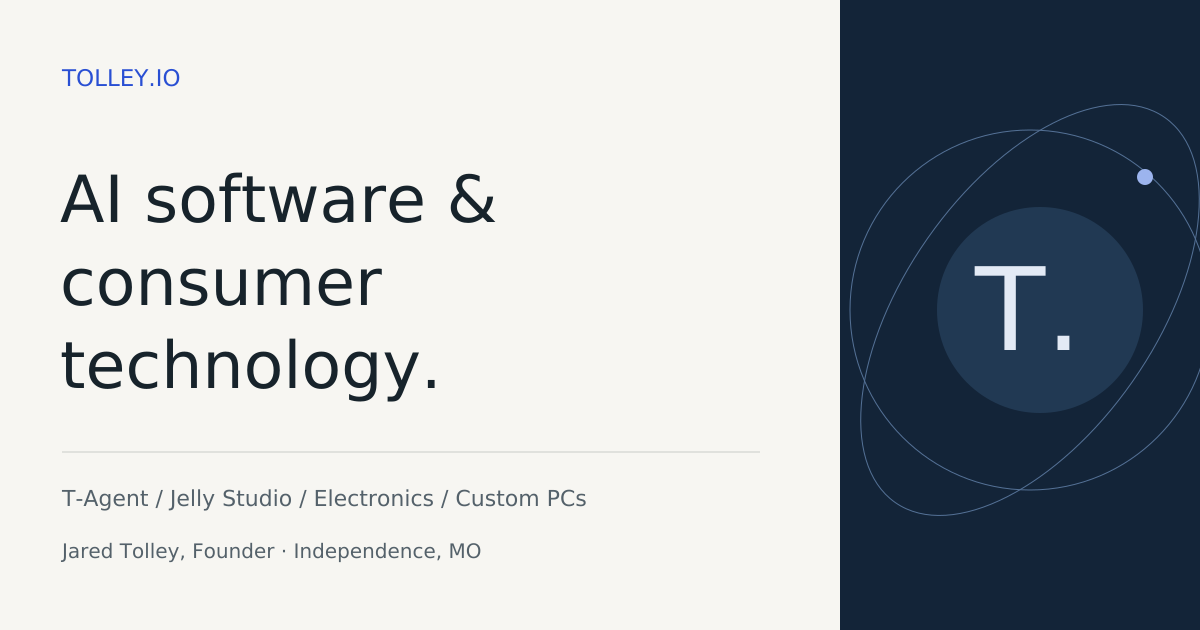 TOLLEY.IO
AI software &
consumer
technology.
T-Agent / Jelly Studio / Electronics / Custom PCs
Jared Tolley, Founder · Independence, MO
T.